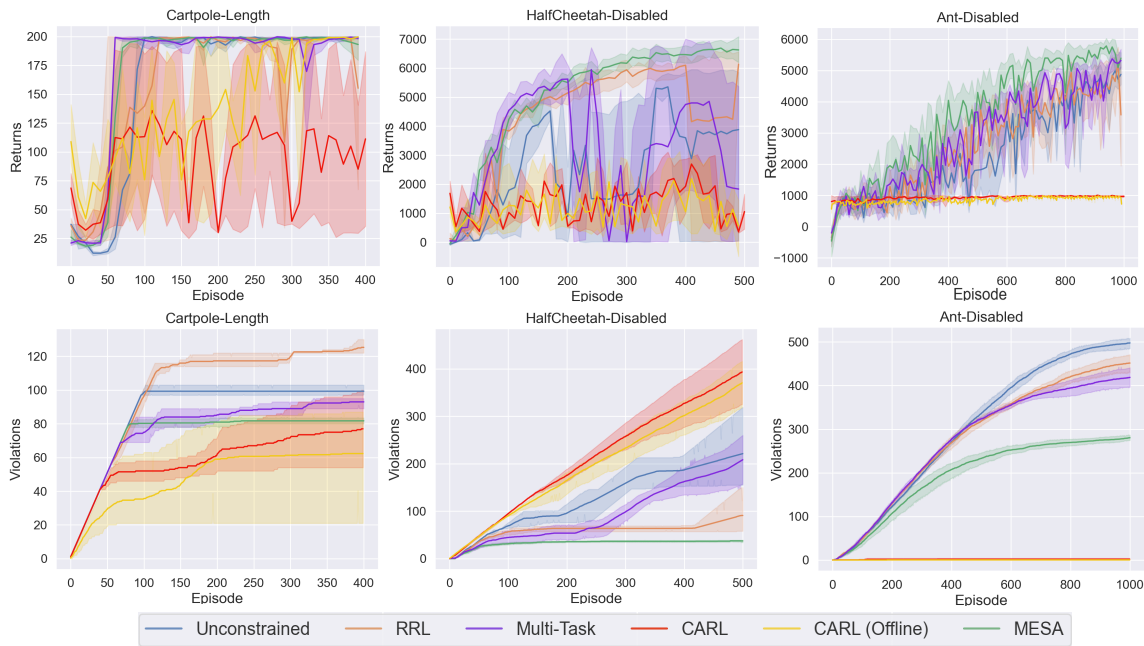 Cartpole-Length
HalfCheetah-Disabled
Ant-Disabled
Returns
200
175
150
125
100
75
50
25
0 50 100 150 200 250 300 350 400
Episode
Returns
7000
6000
5000
4000
3000
2000
1000
0
0 100 200 300 400 500
Episode
Returns
6000
5000
4000
3000
2000
1000
0
−1000
0 200 400 600 800 1000
Episode
Cartpole-Length
HalfCheetah-Disabled
Ant-Disabled
Violations
120
100
80
60
40
20
0
0 50 100 150 200 250 300 350 400
Episode
Violations
400
300
200
100
0
0 100 200 300 400 500
Episode
Violations
500
400
300
200
100
0
0 200 400 600 800 1000
Episode
Unconstrained RRL Multi-Task CARL CARL (Offline) MESA